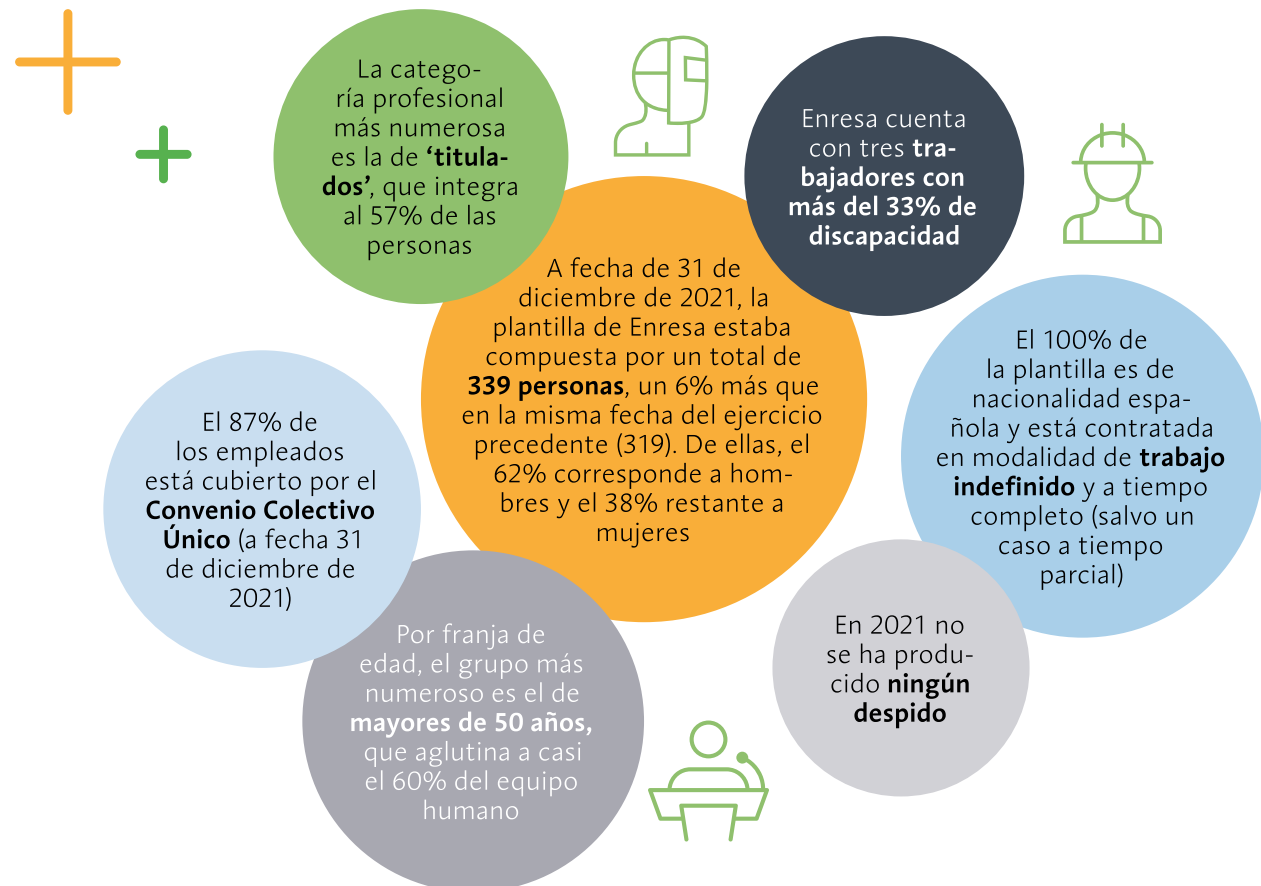 La catego-
ría profesional
más numerosa
es la de ‘titula-
dos’, que integra
al 57% de las
personas
Enresa cuenta
con tres tra-
bajadores con
más del 33% de
discapacidad
A fecha de 31 de
diciembre de 2021, la
plantilla de Enresa estaba
compuesta por un total de
339 personas, un 6% más que
en la misma fecha del ejercicio
precedente (319). De ellas, el
62% corresponde a hom-
bres y el 38% restante a
mujeres
El 100% de
la plantilla es de
nacionalidad espa-
ñola y está contratada
en modalidad de trabajo
indefinido y a tiempo
completo (salvo un
caso a tiempo
parcial)
El 87% de
los empleados
está cubierto por el
Convenio Colectivo
Único (a fecha 31
de diciembre de
2021)
Por franja de
edad, el grupo más
numeroso es el de
mayores de 50 años,
que aglutina a casi
el 60% del equipo
humano
En 2021 no
se ha produ-
cido ningún
despido